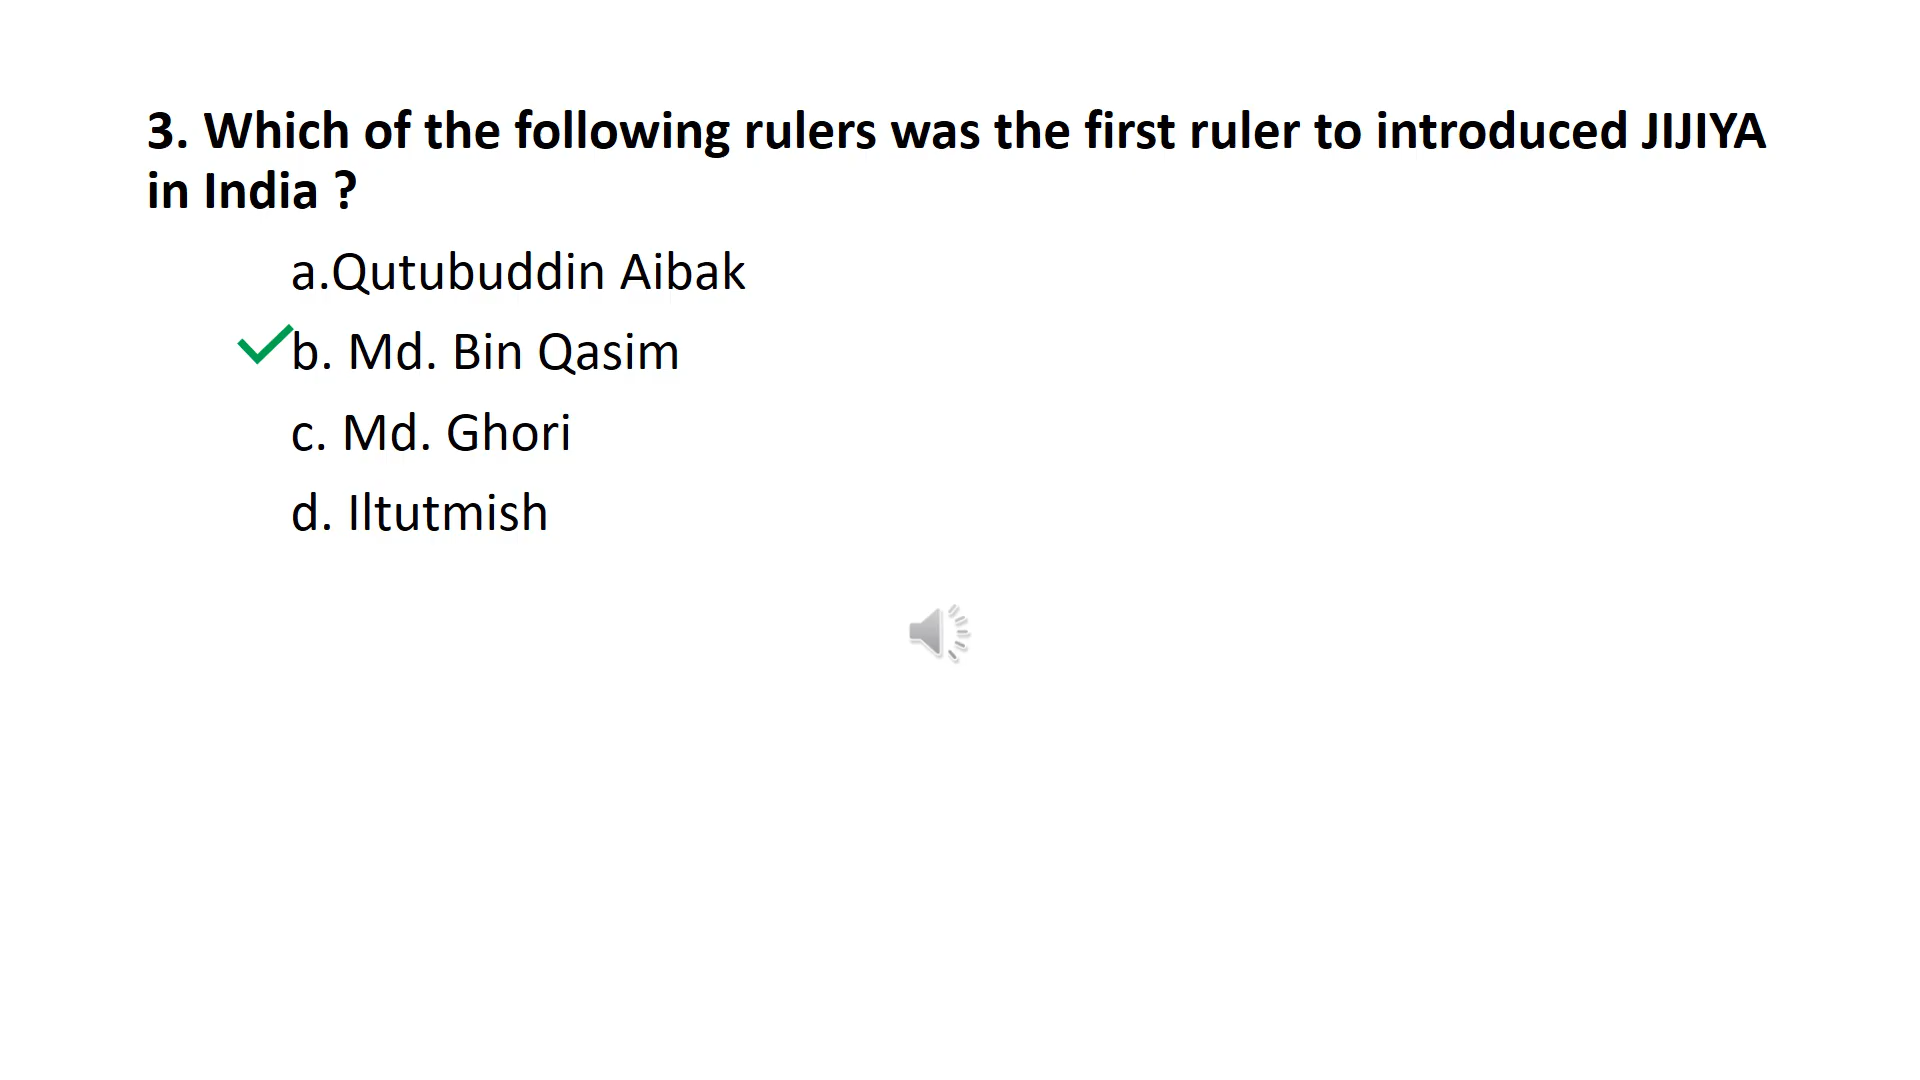 3. Which of the following rulers was the first ruler to introduced JIJIYA
in India ?
a.Qutubuddin Aibak
b. Md. Bin Qasim
c. Md. Ghori
d. Iltutmish